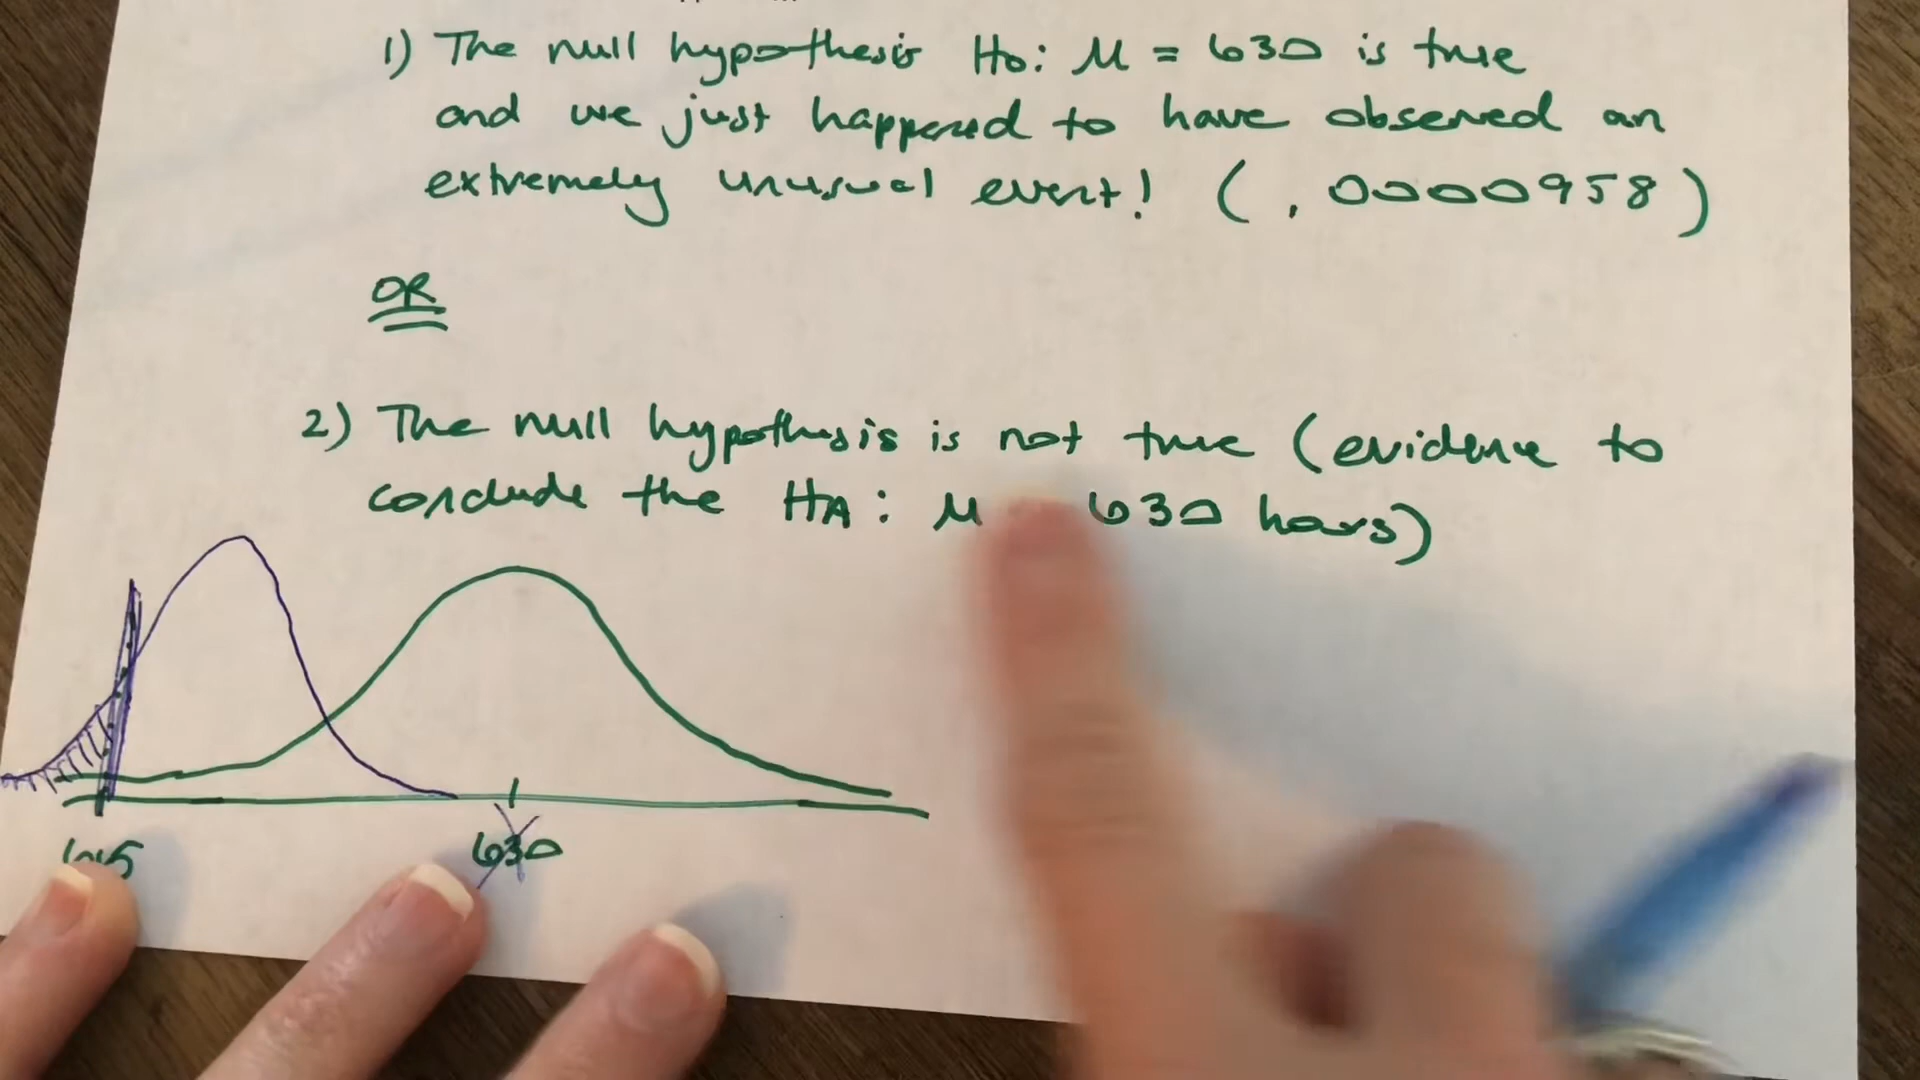 1) The null hypothesis Ho: μ = 630 is true
and we just happened to have observed an
extremely unusual event! (.0000958)
OR
2) The null hypothesis is not true (evidence to
conclude the HA: μ 630 hours)
630